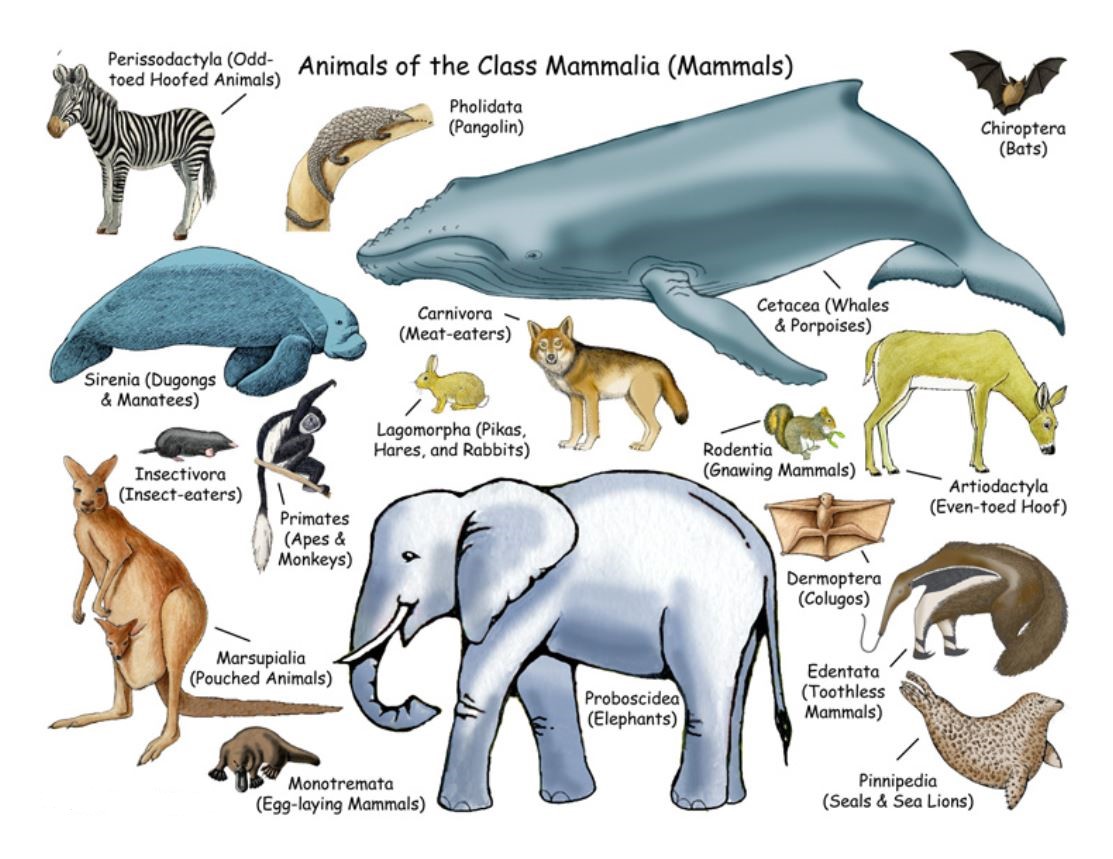 Perissodactyla (Odd-
toed Hoofed Animals)
Animals of the Class Mammalia (Mammals)
Pholidata
(Pangolin)
Chiroptera
(Bats)
Cetacea (Whales
& Porpoises)
Carnivora
(Meat-eaters)
Sirenia (Dugongs
& Manatees)
Lagomorpha (Pikas,
Hares, and Rabbits)
Rodentia
(Gnawing Mammals)
Insectivora
(Insect-eaters)
Artiodactyla
(Even-toed Hoof)
Primates
(Apes &
Monkeys)
Dermoptera
(Colugos)
Marsupialia
(Pouched Animals)
Proboscidea
(Elephants)
Edentata
(Toothless
Mammals)
Monotremata
(Egg-laying Mammals)
Pinnipedia
(Seals & Sea Lions)